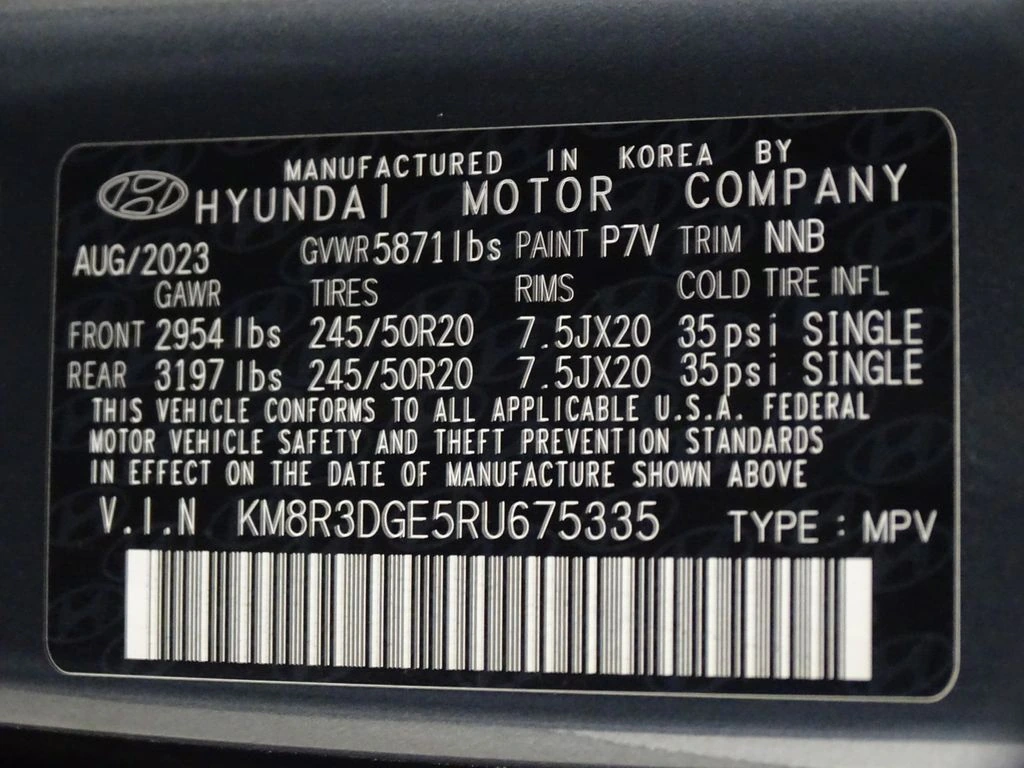 MANUFACTURED IN KOREA BY
HYUNDAI MOTOR COMPANY
AUG/2023 GVWR 5871lbs PAINT P7V TRIM NNB
GAWR TIRES RIMS COLD TIRE INFL
FRONT 2954 lbs 245/50R20 7.5JX20 35psi SINGLE
REAR 3197 lbs 245/50R20 7.5JX20 35psi SINGLE
THIS VEHICLE CONFORMS TO ALL APPLICABLE U.S.A. FEDERAL
MOTOR VEHICLE SAFETY AND THEFT PREVENTION STANDARDS
IN EFFECT ON THE DATE OF MANUFACTURE SHOWN ABOVE
V.I.N KM8R3DGE5RU675335 TYPE : MPV